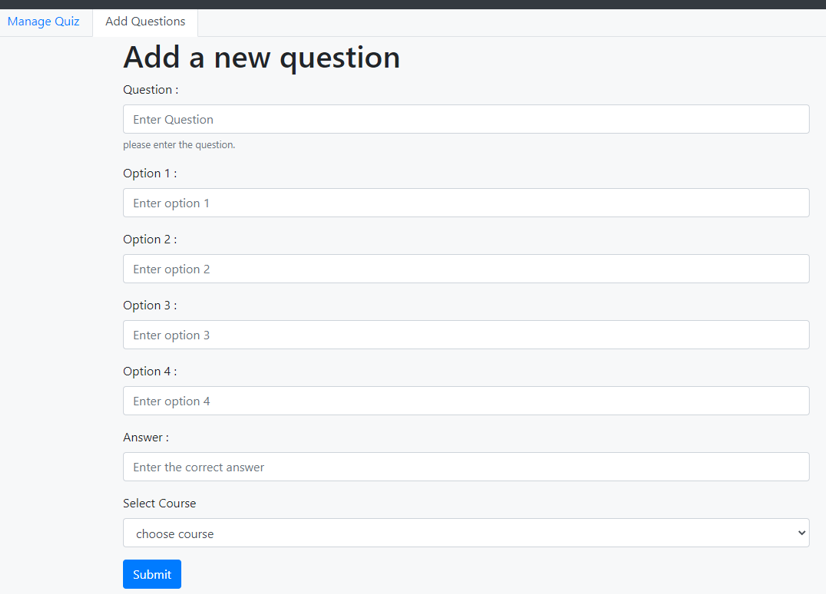 Manage Quiz Add Questions
Add a new question
Question :
Enter Question
please enter the question.
Option 1 :
Enter option 1
Option 2 :
Enter option 2
Option 3 :
Enter option 3
Option 4 :
Enter option 4
Answer :
Enter the correct answer
Select Course
choose course
Submit